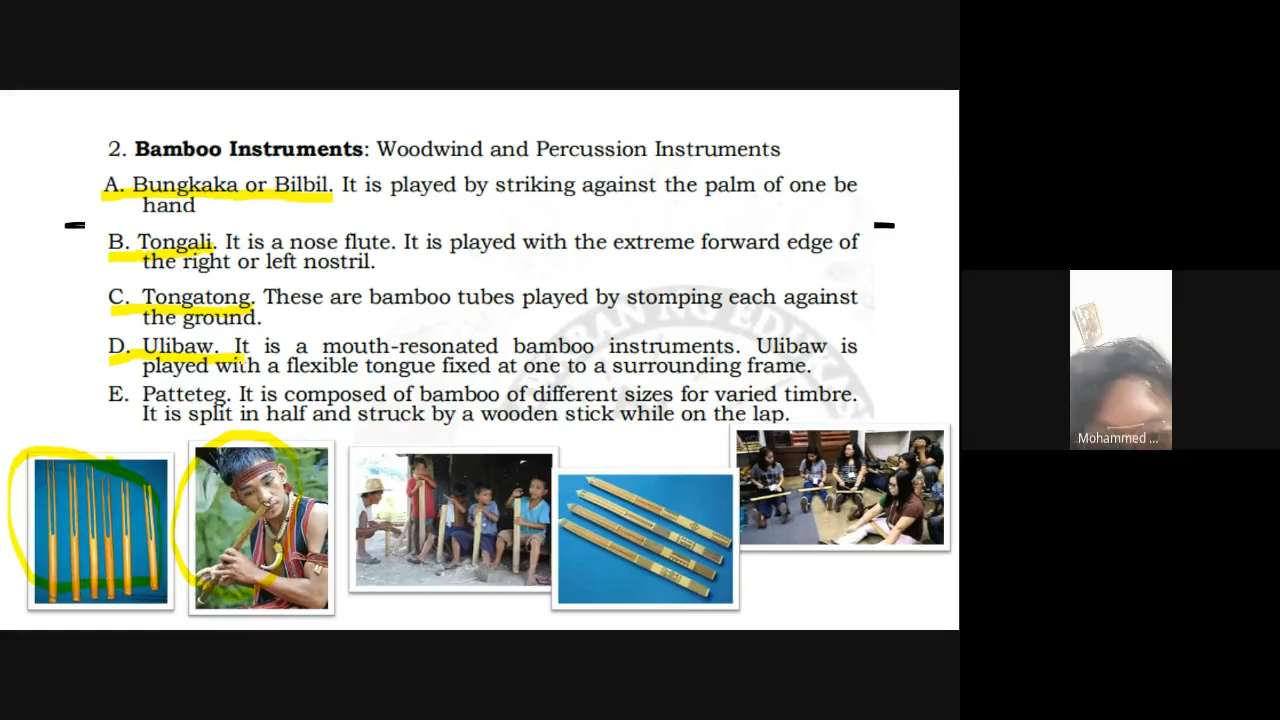 2. Bamboo Instruments: Woodwind and Percussion Instruments
A. Bungkaka or Bilbil. It is played by striking against the palm of one be
hand
B. Tongali. It is a nose flute. It is played with the extreme forward edge of
the right or left nostril.
C. Tongatong. These are bamboo tubes played by stomping each against
the ground.
D. Ulibaw. It is a mouth-resonated bamboo instruments. Ulibaw is
played with a flexible tongue fixed at one to a surrounding frame.
E. Patteteg. It is composed of bamboo of different sizes for varied timbre.
It is split in half and struck by a wooden stick while on the lap.
Mohammed ...